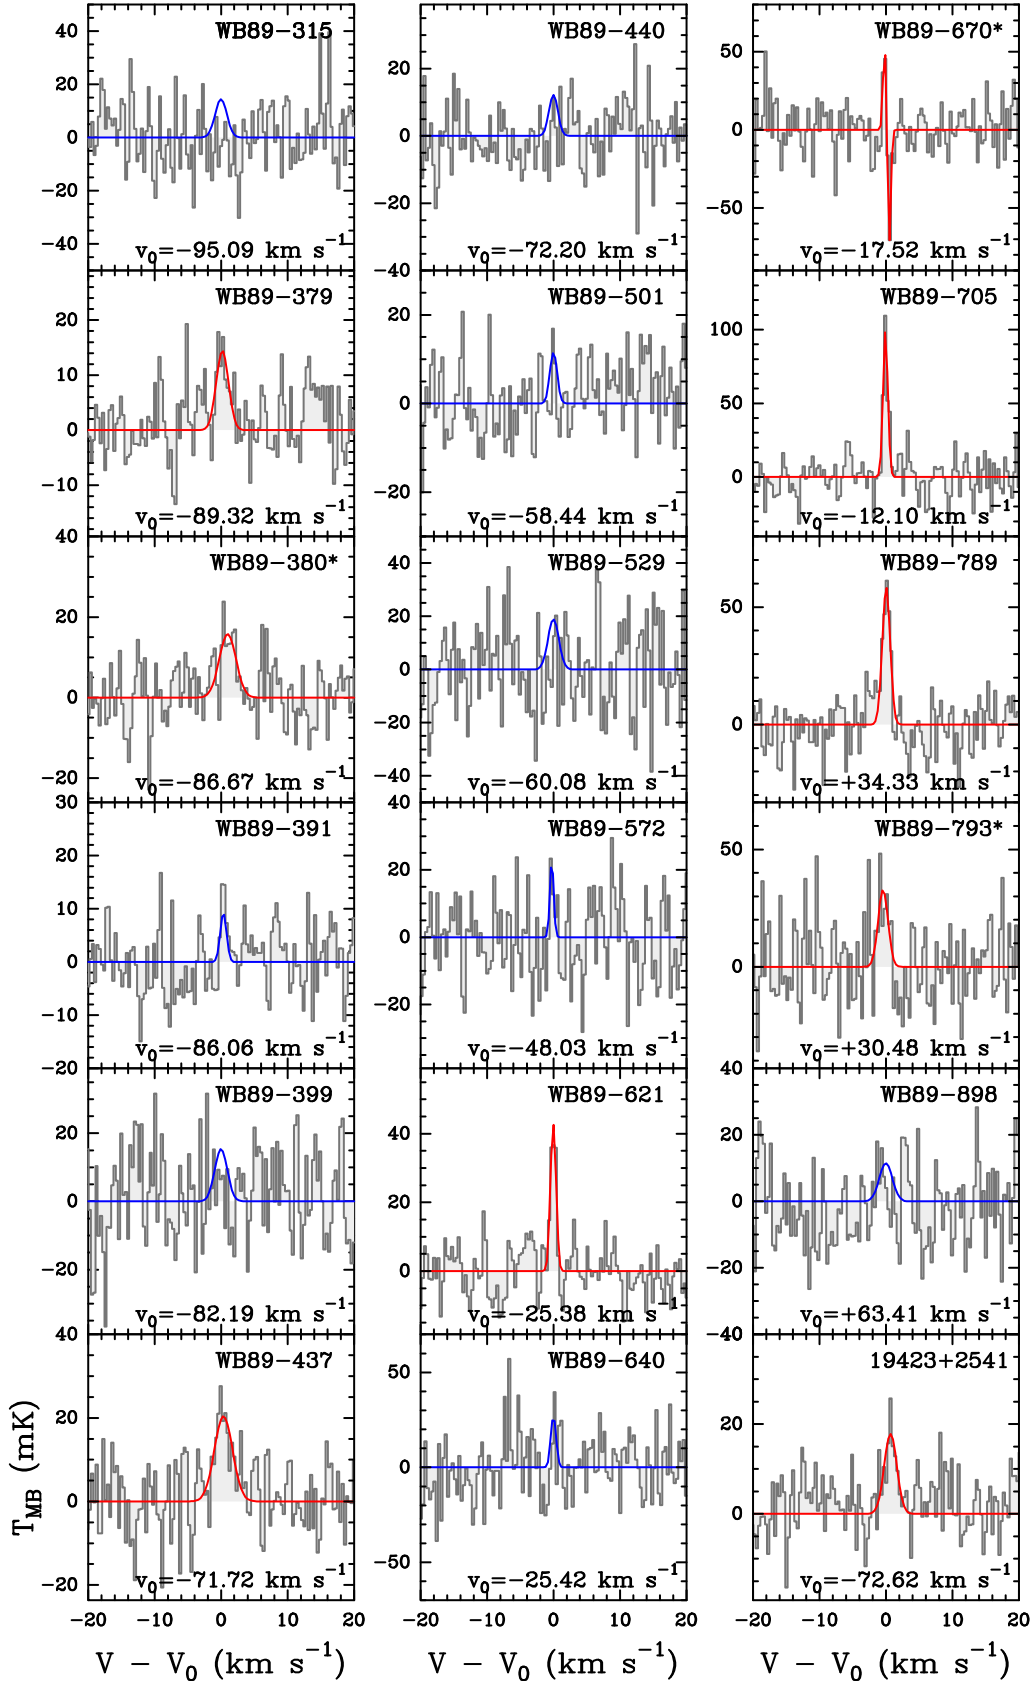 WB89−315
40
20
0
−20
−40
v0=−95.09 km s−1
WB89−440
20
0
−20
−40
v0=−72.20 km s−1
WB89−670*
50
0
−50
v0=−17.52 km s−1
WB89−379
20
10
0
−10
v0=−89.32 km s−1
WB89−501
20
0
−20
v0=−58.44 km s−1
WB89−705
100
50
0
v0=−12.10 km s−1
WB89−380*
40
20
0
−20
v0=−86.67 km s−1
WB89−529
40
20
0
−20
−40
v0=−60.08 km s−1
WB89−789
50
0
v0=+34.33 km s−1
WB89−391
30
20
10
0
−10
−20
v0=−86.06 km s−1
WB89−572
40
20
0
−20
v0=−48.03 km s−1
WB89−793*
50
0
v0=+30.48 km s−1
WB89−399
20
0
−20
v0=−82.19 km s−1
WB89−621
40
20
0
v0=−25.38 km s−1
WB89−898
40
20
0
−20
−40
v0=+63.41 km s−1
WB89−437
40
20
0
−20
v0=−71.72 km s−1
WB89−640
50
0
−50
v0=−25.42 km s−1
19423+2541
20
0
v0=−72.62 km s−1
TMB (mK)
−20 −10 0 10 20
−10 0 10 20
−20 −10 0 10 20
V − V0 (km s−1)
V − V0 (km s−1)
V − V0 (km s−1)